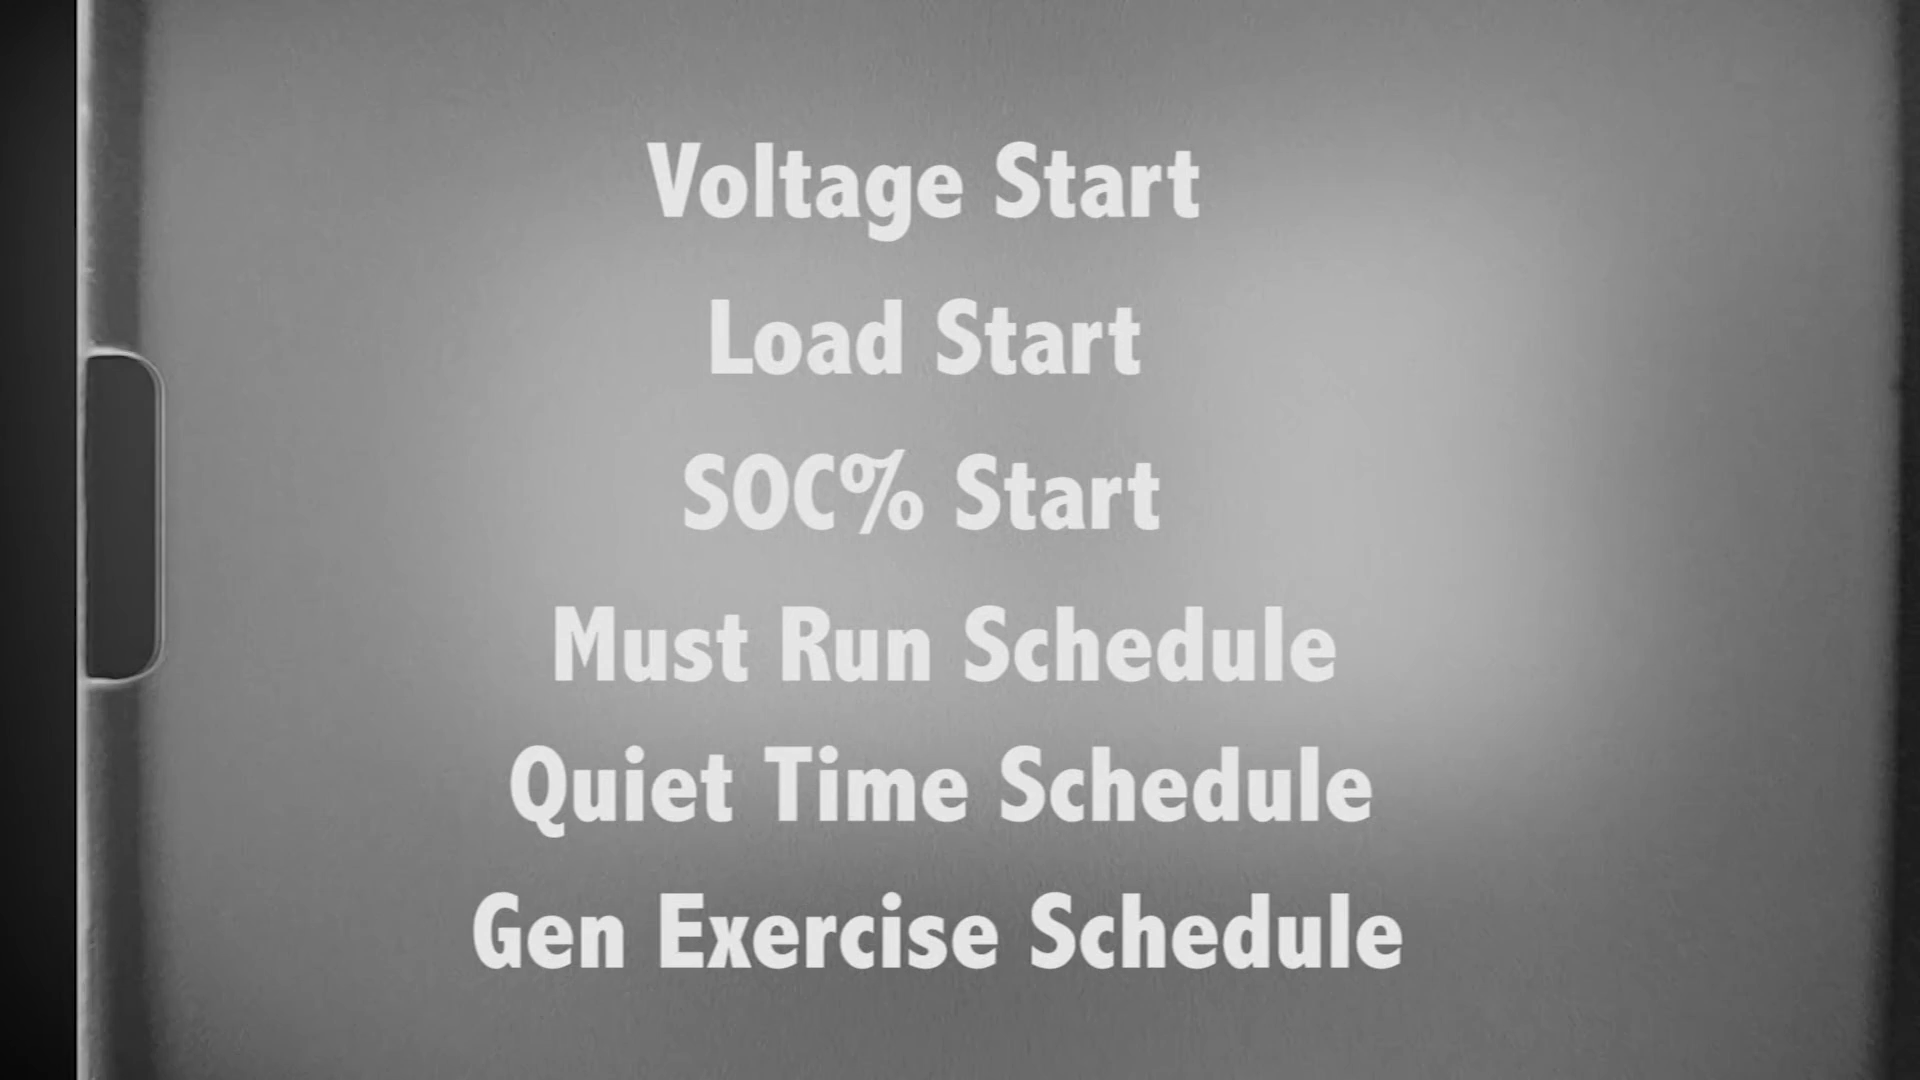 Voltage Start
Load Start
SOC% Start
Must Run Schedule
Quiet Time Schedule
Gen Exercise Schedule